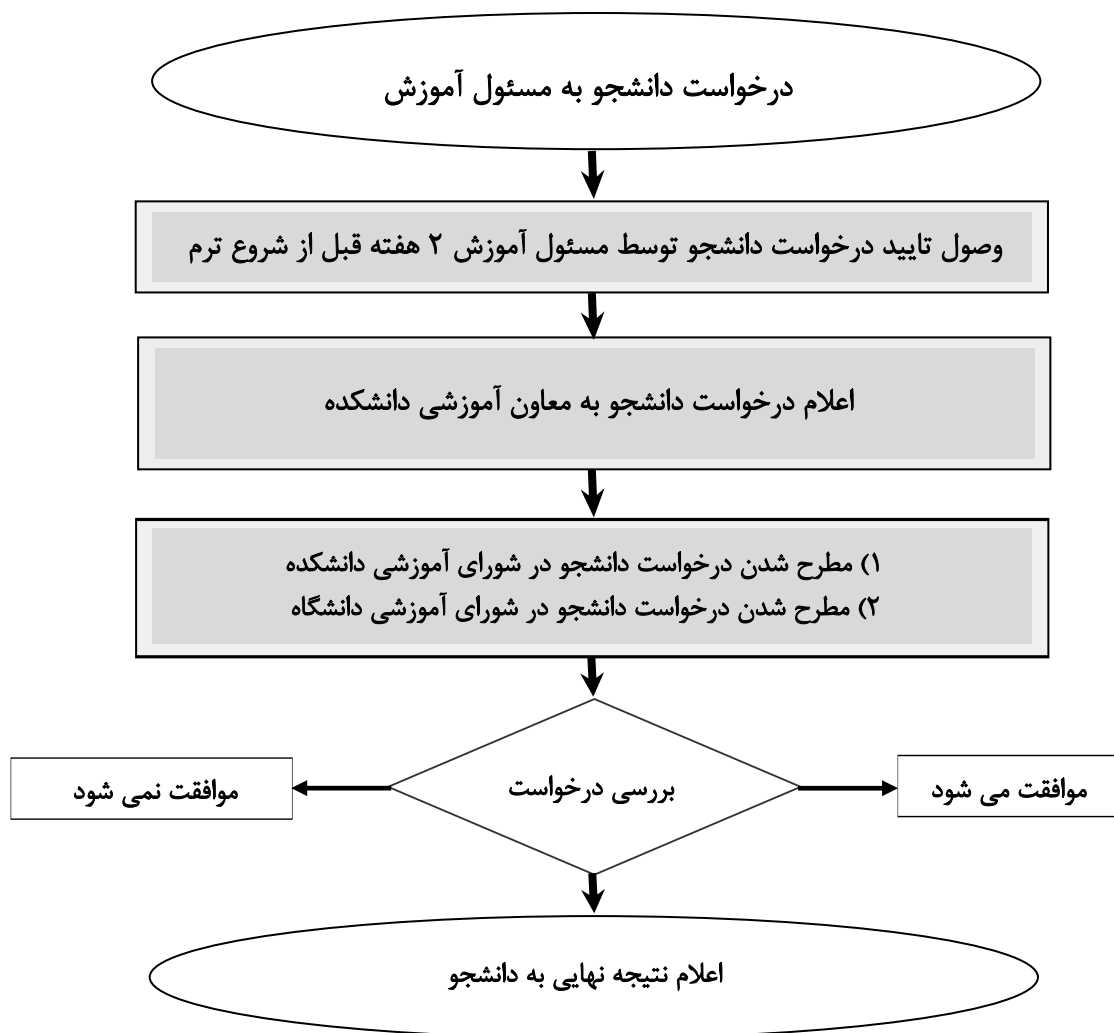 درخواست دانشجو به مسئول آموزش
وصول تایید درخواست دانشجو توسط مسئول آموزش ۲ هفته قبل از شروع ترم
اعلام درخواست دانشجو به معاون آموزشی دانشکده
۱) مطرح شدن درخواست دانشجو در شورای آموزشی دانشکده
۲) مطرح شدن درخواست دانشجو در شورای آموزشی دانشگاه
موافقت می شود
بررسی درخواست
موافقت نمی شود
اعلام نتیجه نهایی به دانشجو